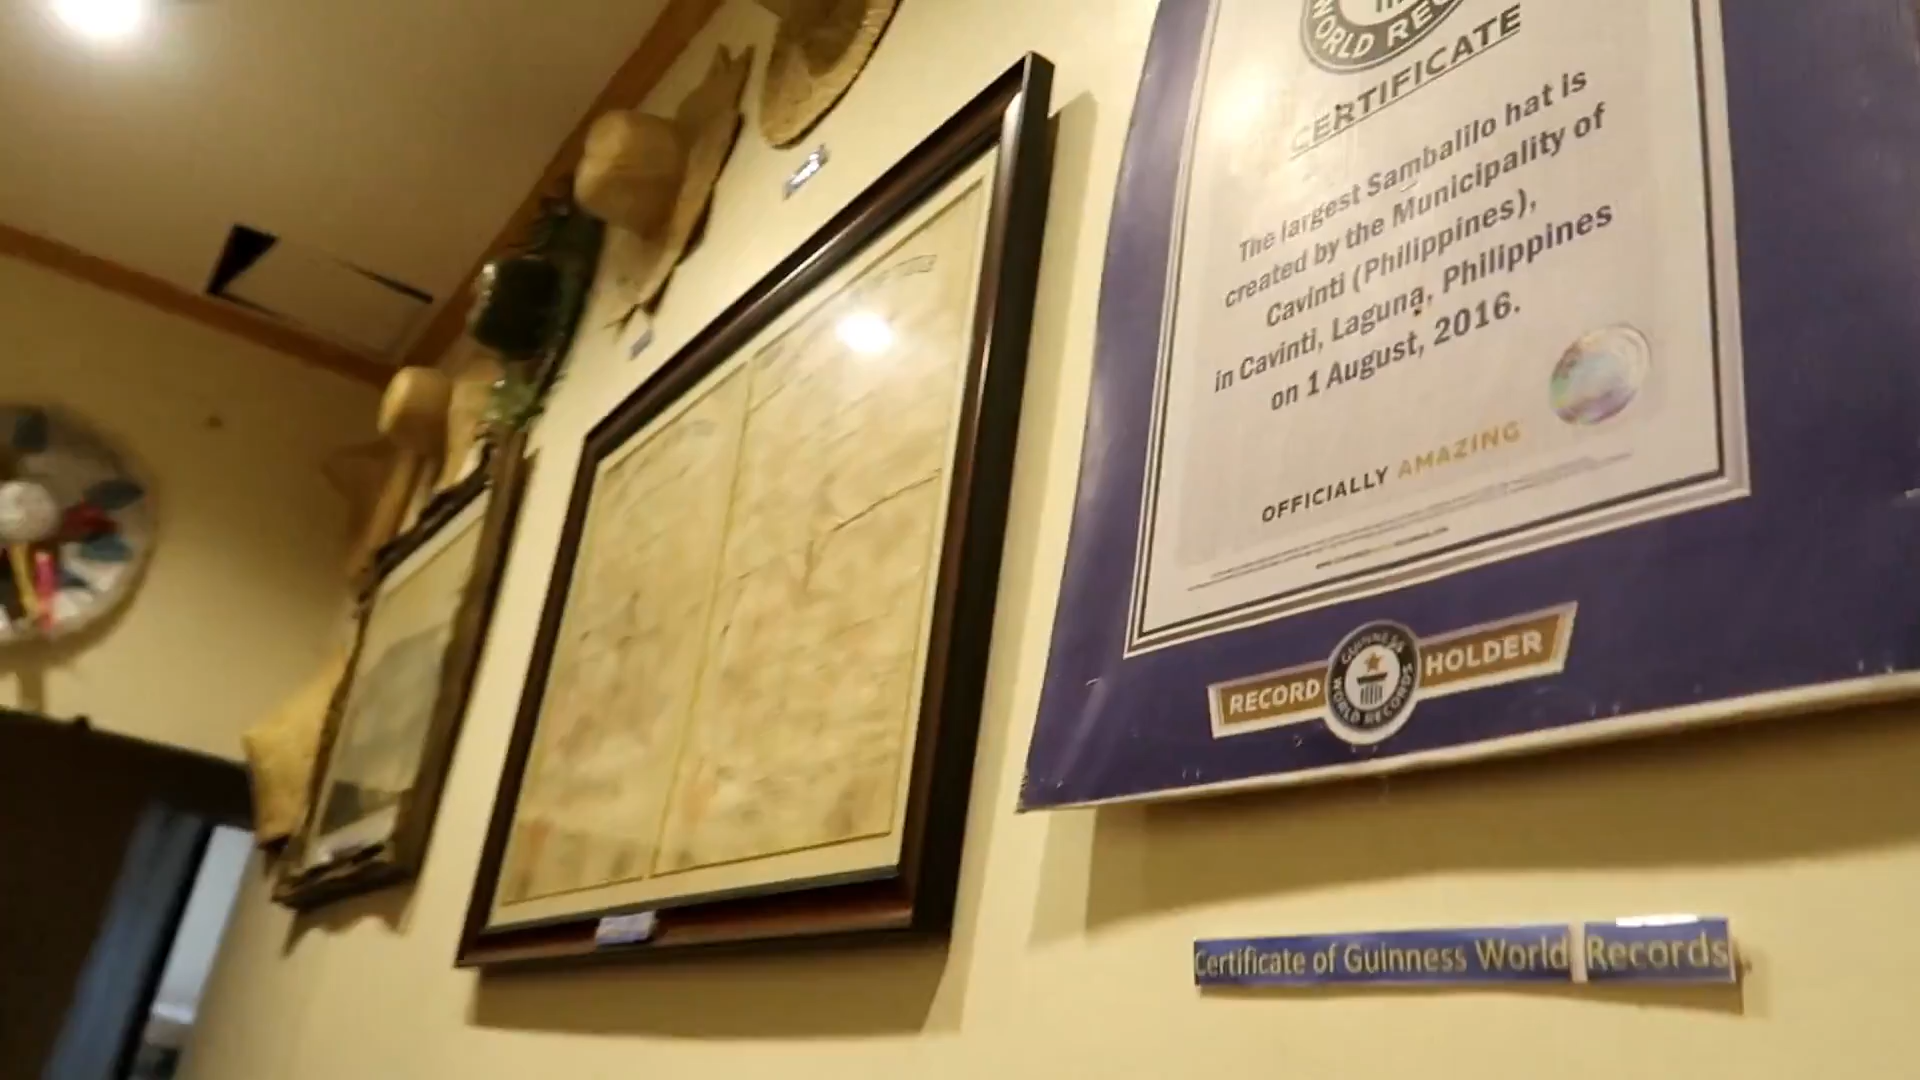 WORLD REC
CERTIFICATE
The largest Sambalilo hat is
created by the Municipality of
Cavinti (Philippines),
in Cavinti, Laguna, Philippines
on 1 August, 2016.
OFFICIALLY AMAZING
RECORD HOLDER
GUINNESS WORLD RECORDS
Certificate of Guinness World Records